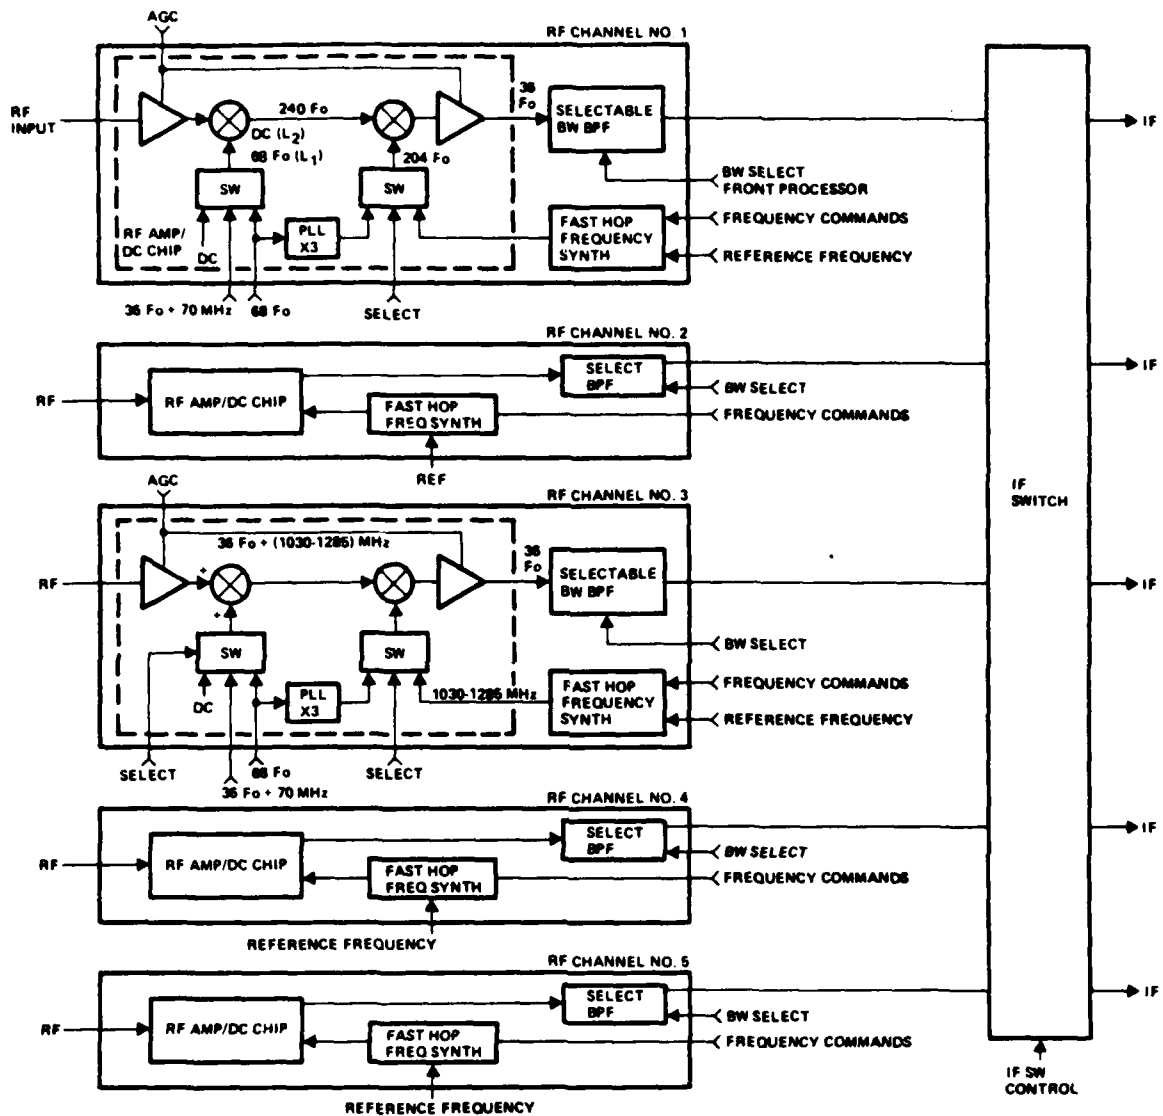 AGC
RF CHANNEL NO. 1
RF
INPUT
240 Fo
DC (L2)
68 Fo (L1)
204 Fo
36
Fo
SELECTABLE
BW BPF
IF
SW
SW
BW SELECT
FRONT PROCESSOR
RF AMP/
DC CHIP
DC
PLL
X3
FAST HOP
FREQUENCY
SYNTH
FREQUENCY COMMANDS
REFERENCE FREQUENCY
36 Fo + 70 MHz
68 Fo
SELECT
RF CHANNEL NO. 2
RF
RF AMP/DC CHIP
SELECT
BPF
IF
BW SELECT
FAST HOP
FREQ SYNTH
FREQUENCY COMMANDS
REF
AGC
RF CHANNEL NO. 3
IF
SWITCH
RF
36 Fo + (1030-1285) MHz
+
+
36
Fo
SELECTABLE
BW BPF
IF
SW
SW
BW SELECT
DC
PLL
X3
1030-1285 MHz
FAST HOP
FREQUENCY
SYNTH
FREQUENCY COMMANDS
REFERENCE FREQUENCY
SELECT
68 Fo
36 Fo + 70 MHz
SELECT
RF CHANNEL NO. 4
RF
RF AMP/DC CHIP
SELECT
BPF
IF
BW SELECT
FAST HOP
FREQ SYNTH
FREQUENCY COMMANDS
REFERENCE FREQUENCY
RF CHANNEL NO. 5
RF
RF AMP/DC CHIP
SELECT
BPF
IF
BW SELECT
FAST HOP
FREQ SYNTH
FREQUENCY COMMANDS
REFERENCE FREQUENCY
IF SW
CONTROL